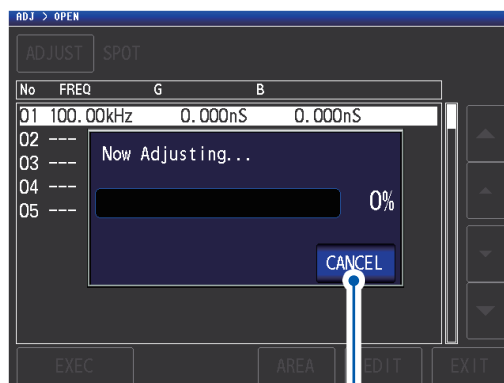 ADJ > OPEN
ADJUST SPOT
No FREQ G B
01 100.00kHz 0.000nS 0.000nS
02 ---
03 ---
04 ---
05 ---
Now Adjusting...
0%
CANCEL
EXEC AREA EDIT EXIT